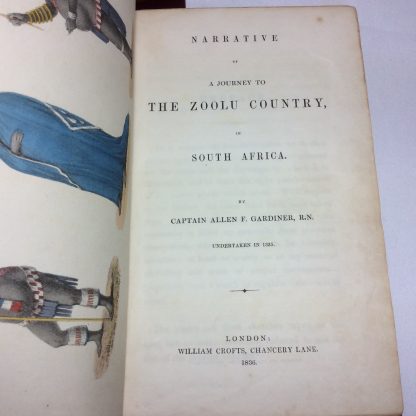 NARRATIVE
OF
A JOURNEY TO
THE ZOOLU COUNTRY,
IN
SOUTH AFRICA.
BY
CAPTAIN ALLEN F. GARDINER, R.N.
UNDERTAKEN IN 1835.
LONDON:
WILLIAM CROFTS, CHANCERY LANE.
1836.